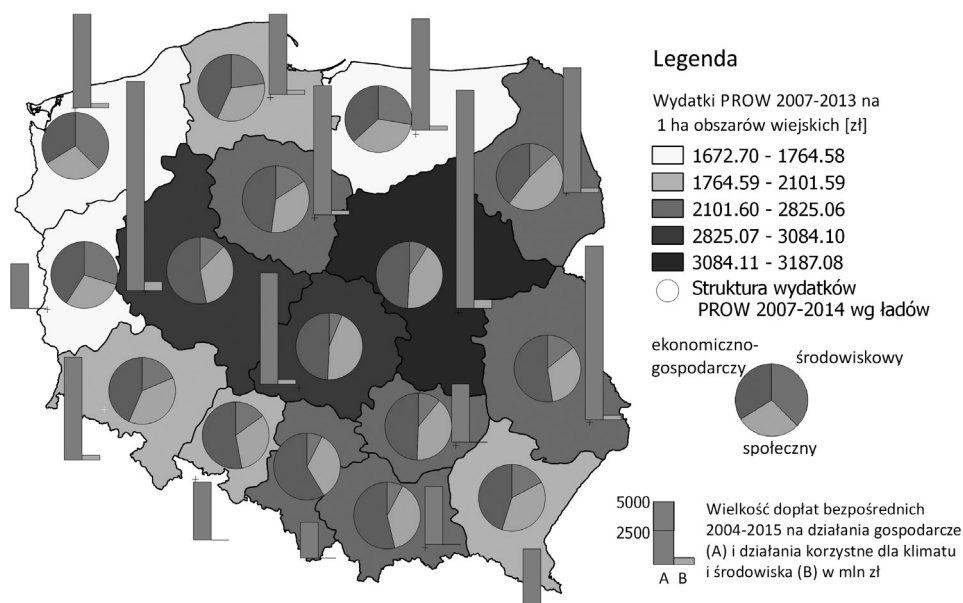 Legenda
Wydatki PROW 2007-2013 na
1 ha obszarów wiejskich [zł]
1672.70 - 1764.58
1764.59 - 2101.59
2101.60 - 2825.06
2825.07 - 3084.10
3084.11 - 3187.08
Struktura wydatków
PROW 2007-2014 wg ładów
ekonomiczno-
gospodarczy
środowiskowy
społeczny
5000
2500
A B
Wielkość dopłat bezpośrednich
2004-2015 na działania gospodarcze
(A) i działania korzystne dla klimatu
i środowiska (B) w mln zł